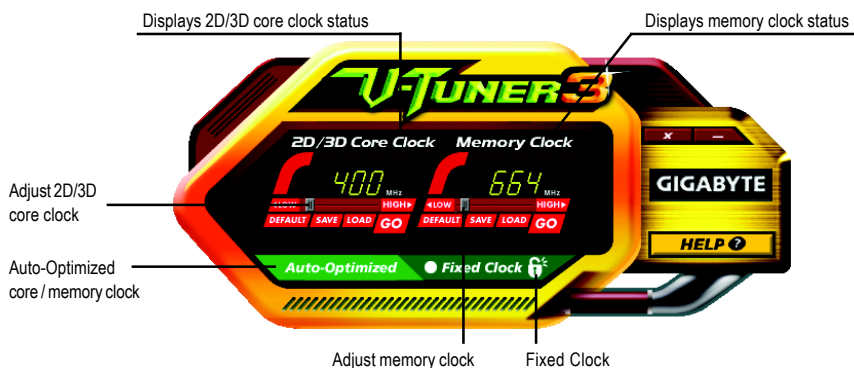 Displays 2D/3D core clock status
Displays memory clock status
V-TUNER3
2D/3D Core Clock
Memory Clock
400 MHz
664 MHz
◄LOW HIGH►
◄LOW HIGH►
DEFAULT SAVE LOAD GO
DEFAULT SAVE LOAD GO
x –
GIGABYTE
HELP ?
Adjust 2D/3D
core clock
Auto-Optimized
core / memory clock
Auto-Optimized
Fixed Clock
Adjust memory clock
Fixed Clock